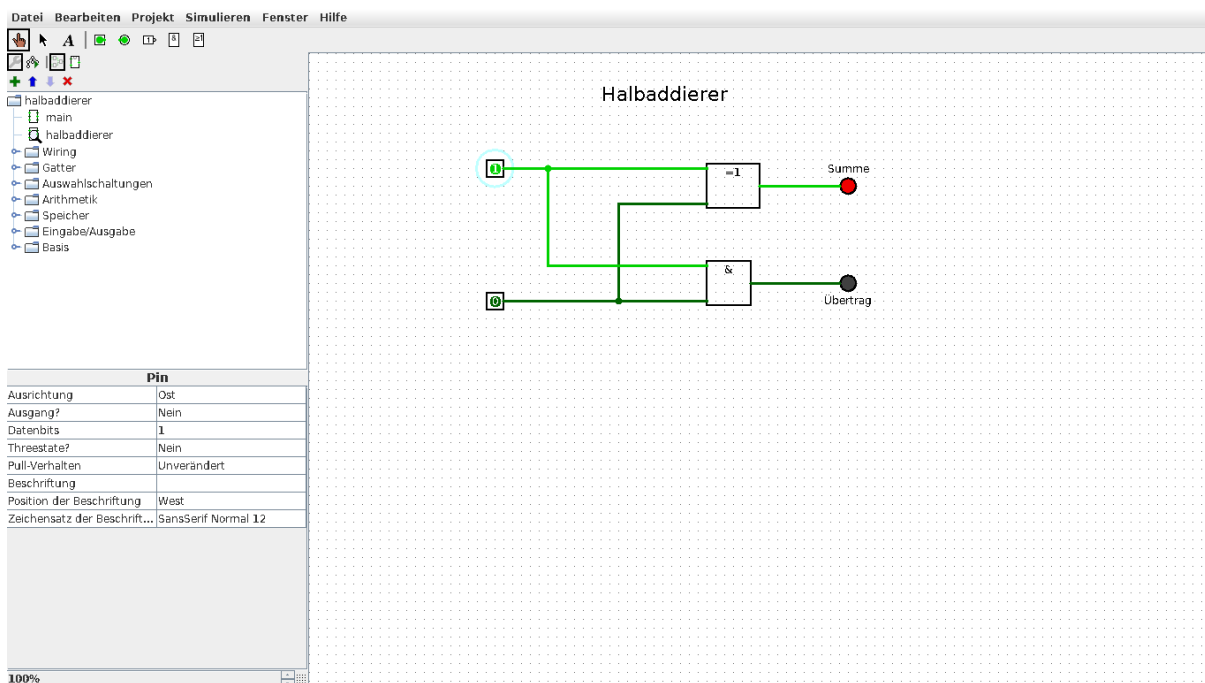 Datei Bearbeiten Projekt Simulieren Fenster Hilfe
A 1 & ≥1
halbaddierer
main
halbaddierer
Wiring
Gatter
Auswahlschaltungen
Arithmetik
Speicher
Eingabe/Ausgabe
Basis
Pin
Ausrichtung Ost
Ausgang? Nein
Datenbits 1
Threestate? Nein
Pull-Verhalten Unverändert
Beschriftung
Position der Beschriftung West
Zeichensatz der Beschrift... SansSerif Normal 12
100%
Halbaddierer
1 =1 Summe
&
0 Übertrag